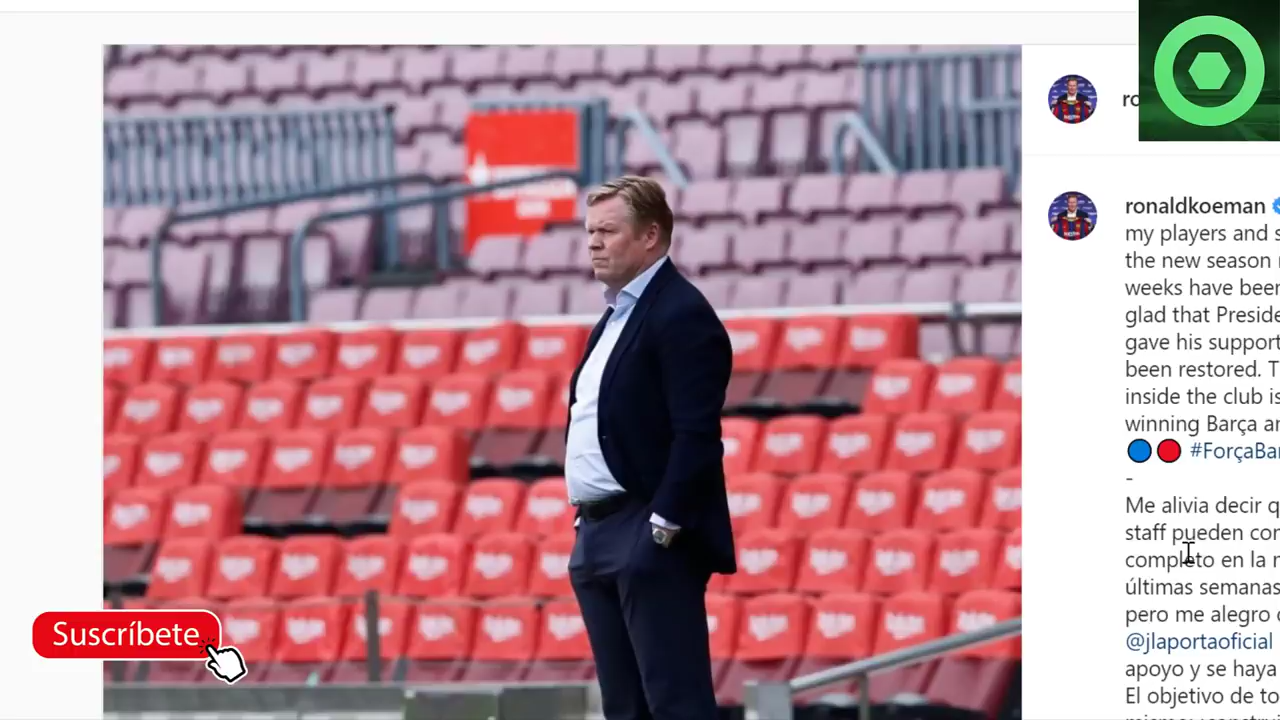 ro
ronaldkoeman
my players and s
the new season
weeks have been
glad that Preside
gave his support
been restored. T
inside the club is
winning Barça an
#ForçaBar
-
Me alivia decir q
staff pueden con
completo en la
últimas semanas
pero me alegro
@jlaportaoficial
apoyo y se haya
El objetivo de to
Suscríbete